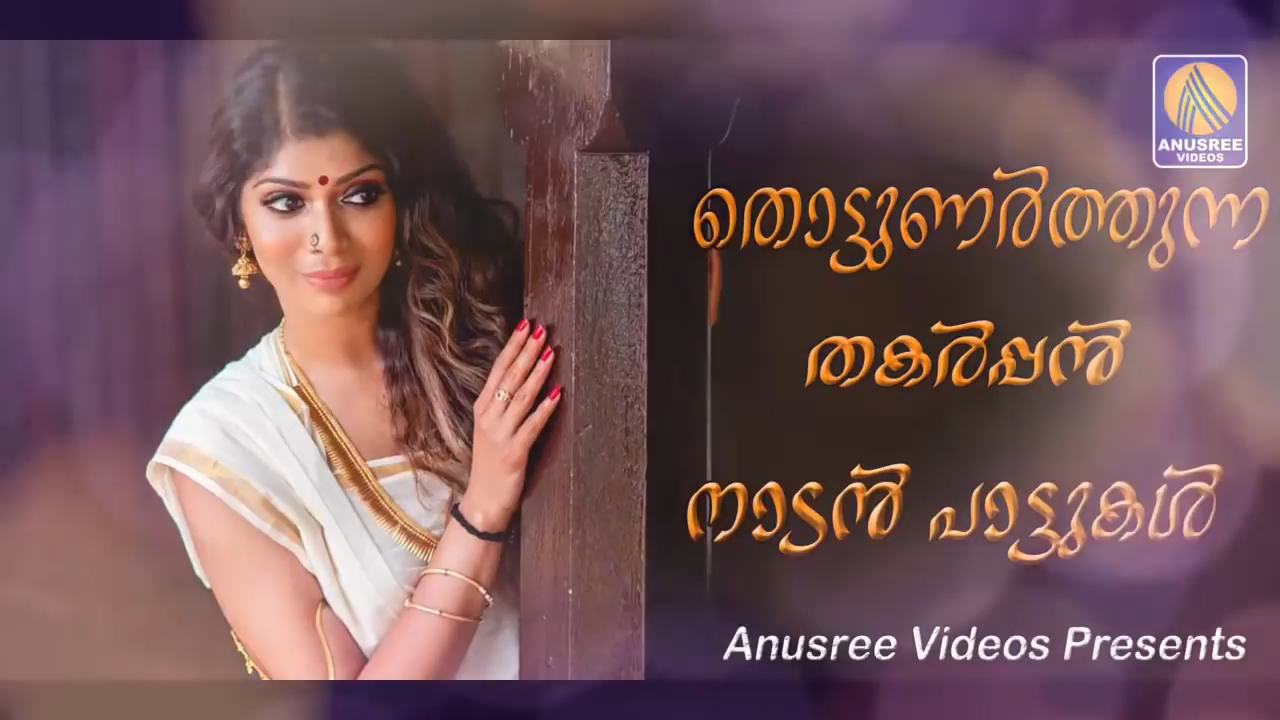 ANUSREE
VIDEOS
തൊട്ടുണർത്തുന്ന
തകർപ്പൻ
നാടൻ പാട്ടുകൾ
Anusree Videos Presents